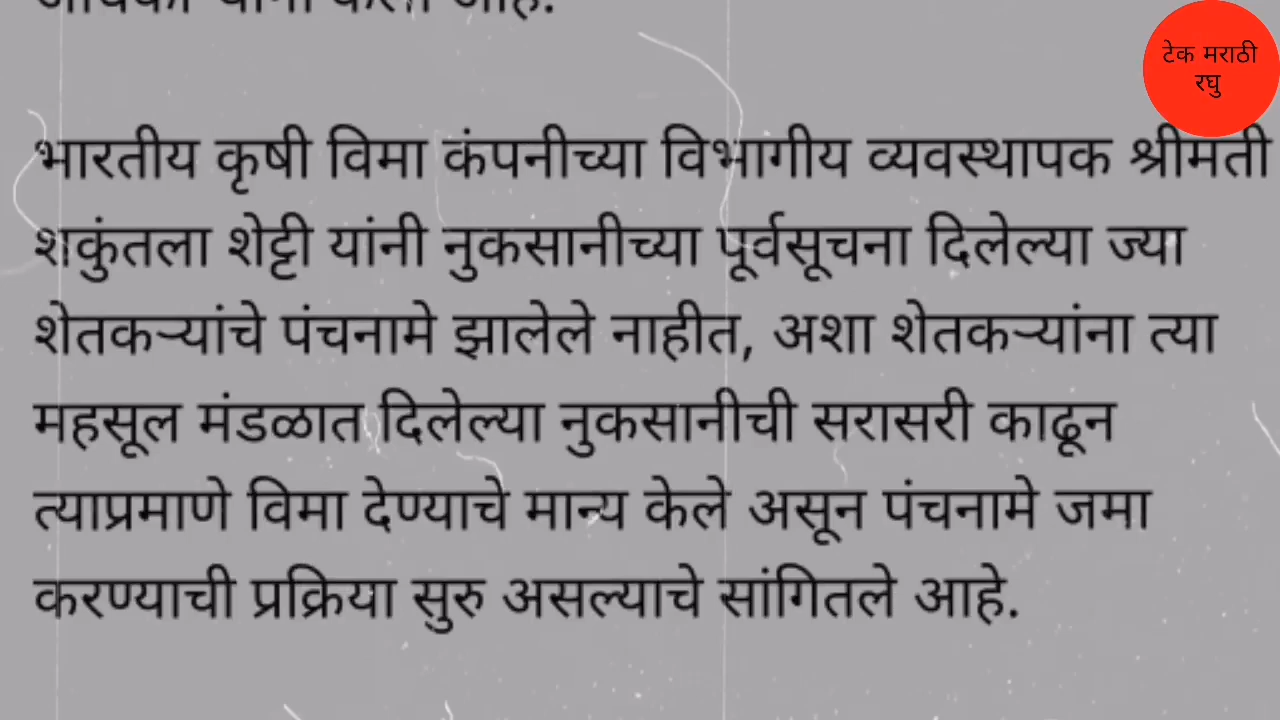 टेक मराठी
रघु
भारतीय कृषी विमा कंपनीच्या विभागीय व्यवस्थापक श्रीमती
शकुंतला शेट्टी यांनी नुकसानीच्या पूर्वसूचना दिलेल्या ज्या
शेतकऱ्यांचे पंचनामे झालेले नाहीत, अशा शेतकऱ्यांना त्या
महसूल मंडळात दिलेल्या नुकसानीची सरासरी काढून
त्याप्रमाणे विमा देण्याचे मान्य केले असून पंचनामे जमा
करण्याची प्रक्रिया सुरु असल्याचे सांगितले आहे.